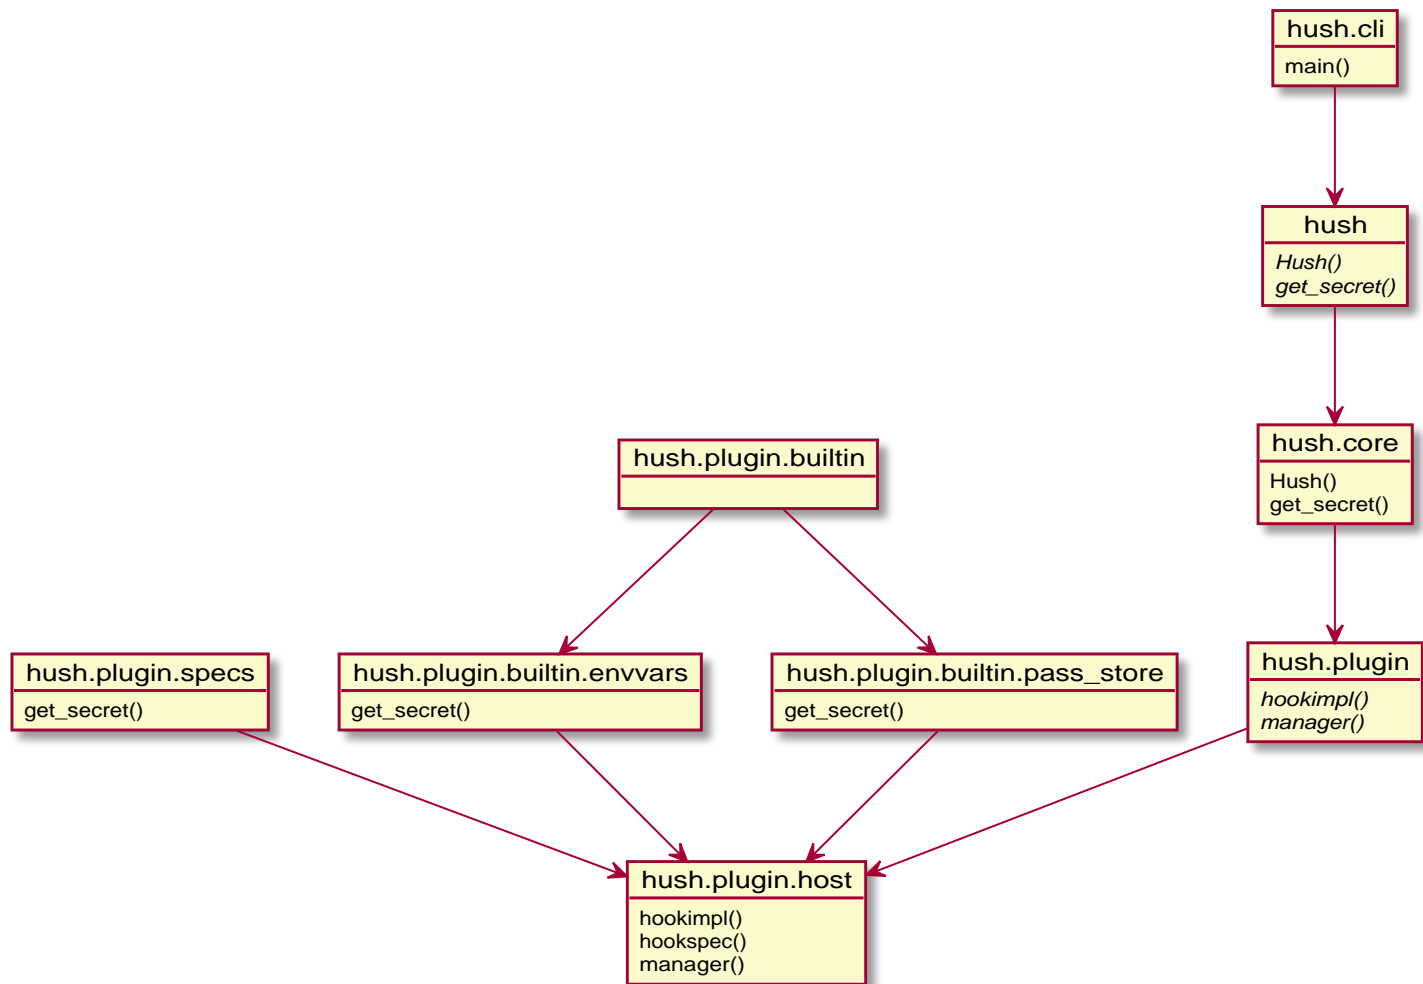 hush.cli
main()
hush
Hush()
get_secret()
hush.core
Hush()
get_secret()
hush.plugin.builtin
hush.plugin.specs
get_secret()
hush.plugin.builtin.envvars
get_secret()
hush.plugin.builtin.pass_store
get_secret()
hush.plugin
hookimpl()
manager()
hush.plugin.host
hookimpl()
hookspec()
manager()